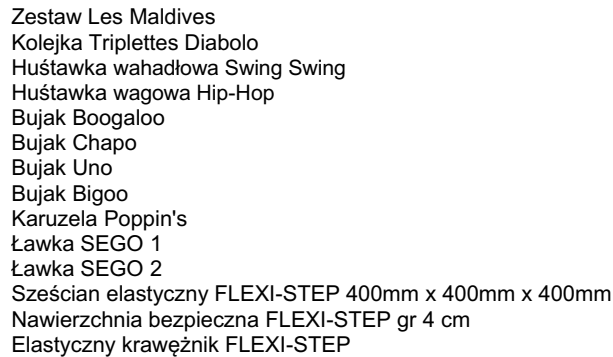 Zestaw Les Maldives
Kolejka Triplettes Diabolo
Huśtawka wahadłowa Swing Swing
Huśtawka wagowa Hip-Hop
Bujak Boogaloo
Bujak Chapo
Bujak Uno
Bujak Bigoo
Karuzela Poppin's
Ławka SEGO 1
Ławka SEGO 2
Sześcian elastyczny FLEXI-STEP 400mm x 400mm x 400mm
Nawierzchnia bezpieczna FLEXI-STEP gr 4 cm
Elastyczny krawężnik FLEXI-STEP